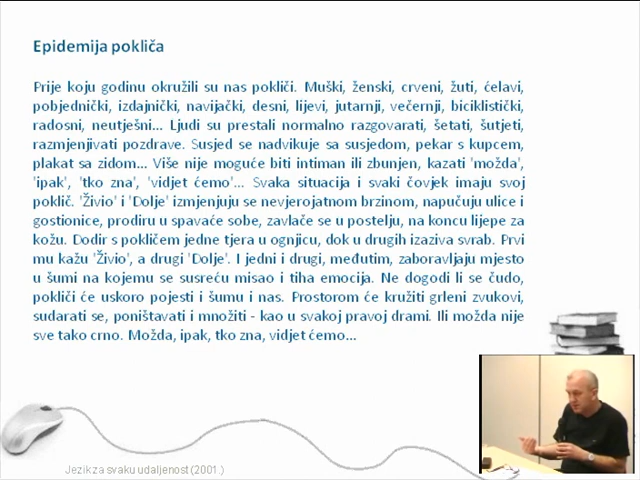 Epidemija pokliča
Prije koju godinu okružili su nas pokliči. Muški, ženski, crveni, žuti, ćelavi,
pobjednički, izdajnički, navijački, desni, lijevi, jutarnji, večernji, biciklistički,
radosni, neutješni... Ljudi su prestali normalno razgovarati, šetati, šutjeti,
razmjenjivati pozdrave. Susjed se nadvikuje sa susjedom, pekar s kupcem,
plakat sa zidom... Više nije moguće biti intiman ili zbunjen, kazati 'možda',
'ipak', 'tko zna', 'vidjet ćemo'... Svaka situacija i svaki čovjek imaju svoj
poklič. 'Živio' i 'Dolje' izmjenjuju se nevjerojatnom brzinom, napučuju ulice i
gostionice, prodiru u spavaće sobe, zavlače se u postelju, na koncu lijepe za
kožu. Dodir s pokličem jedne tjera u ognjicu, dok u drugih izaziva svrab. Prvi
mu kažu 'Živio', a drugi 'Dolje'. I jedni i drugi, međutim, zaboravljaju mjesto
u šumi na kojemu se susreću misao i tiha emocija. Ne dogodi li se čudo,
pokliči će uskoro pojesti i šumu i nas. Prostorom će kružiti grleni zvukovi,
sudarati se, poništavati i množiti - kao u svakoj pravoj drami. Ili možda nije
sve tako crno. Možda, ipak, tko zna, vidjet ćemo...
Jezik za svaku udaljenost (2001.)